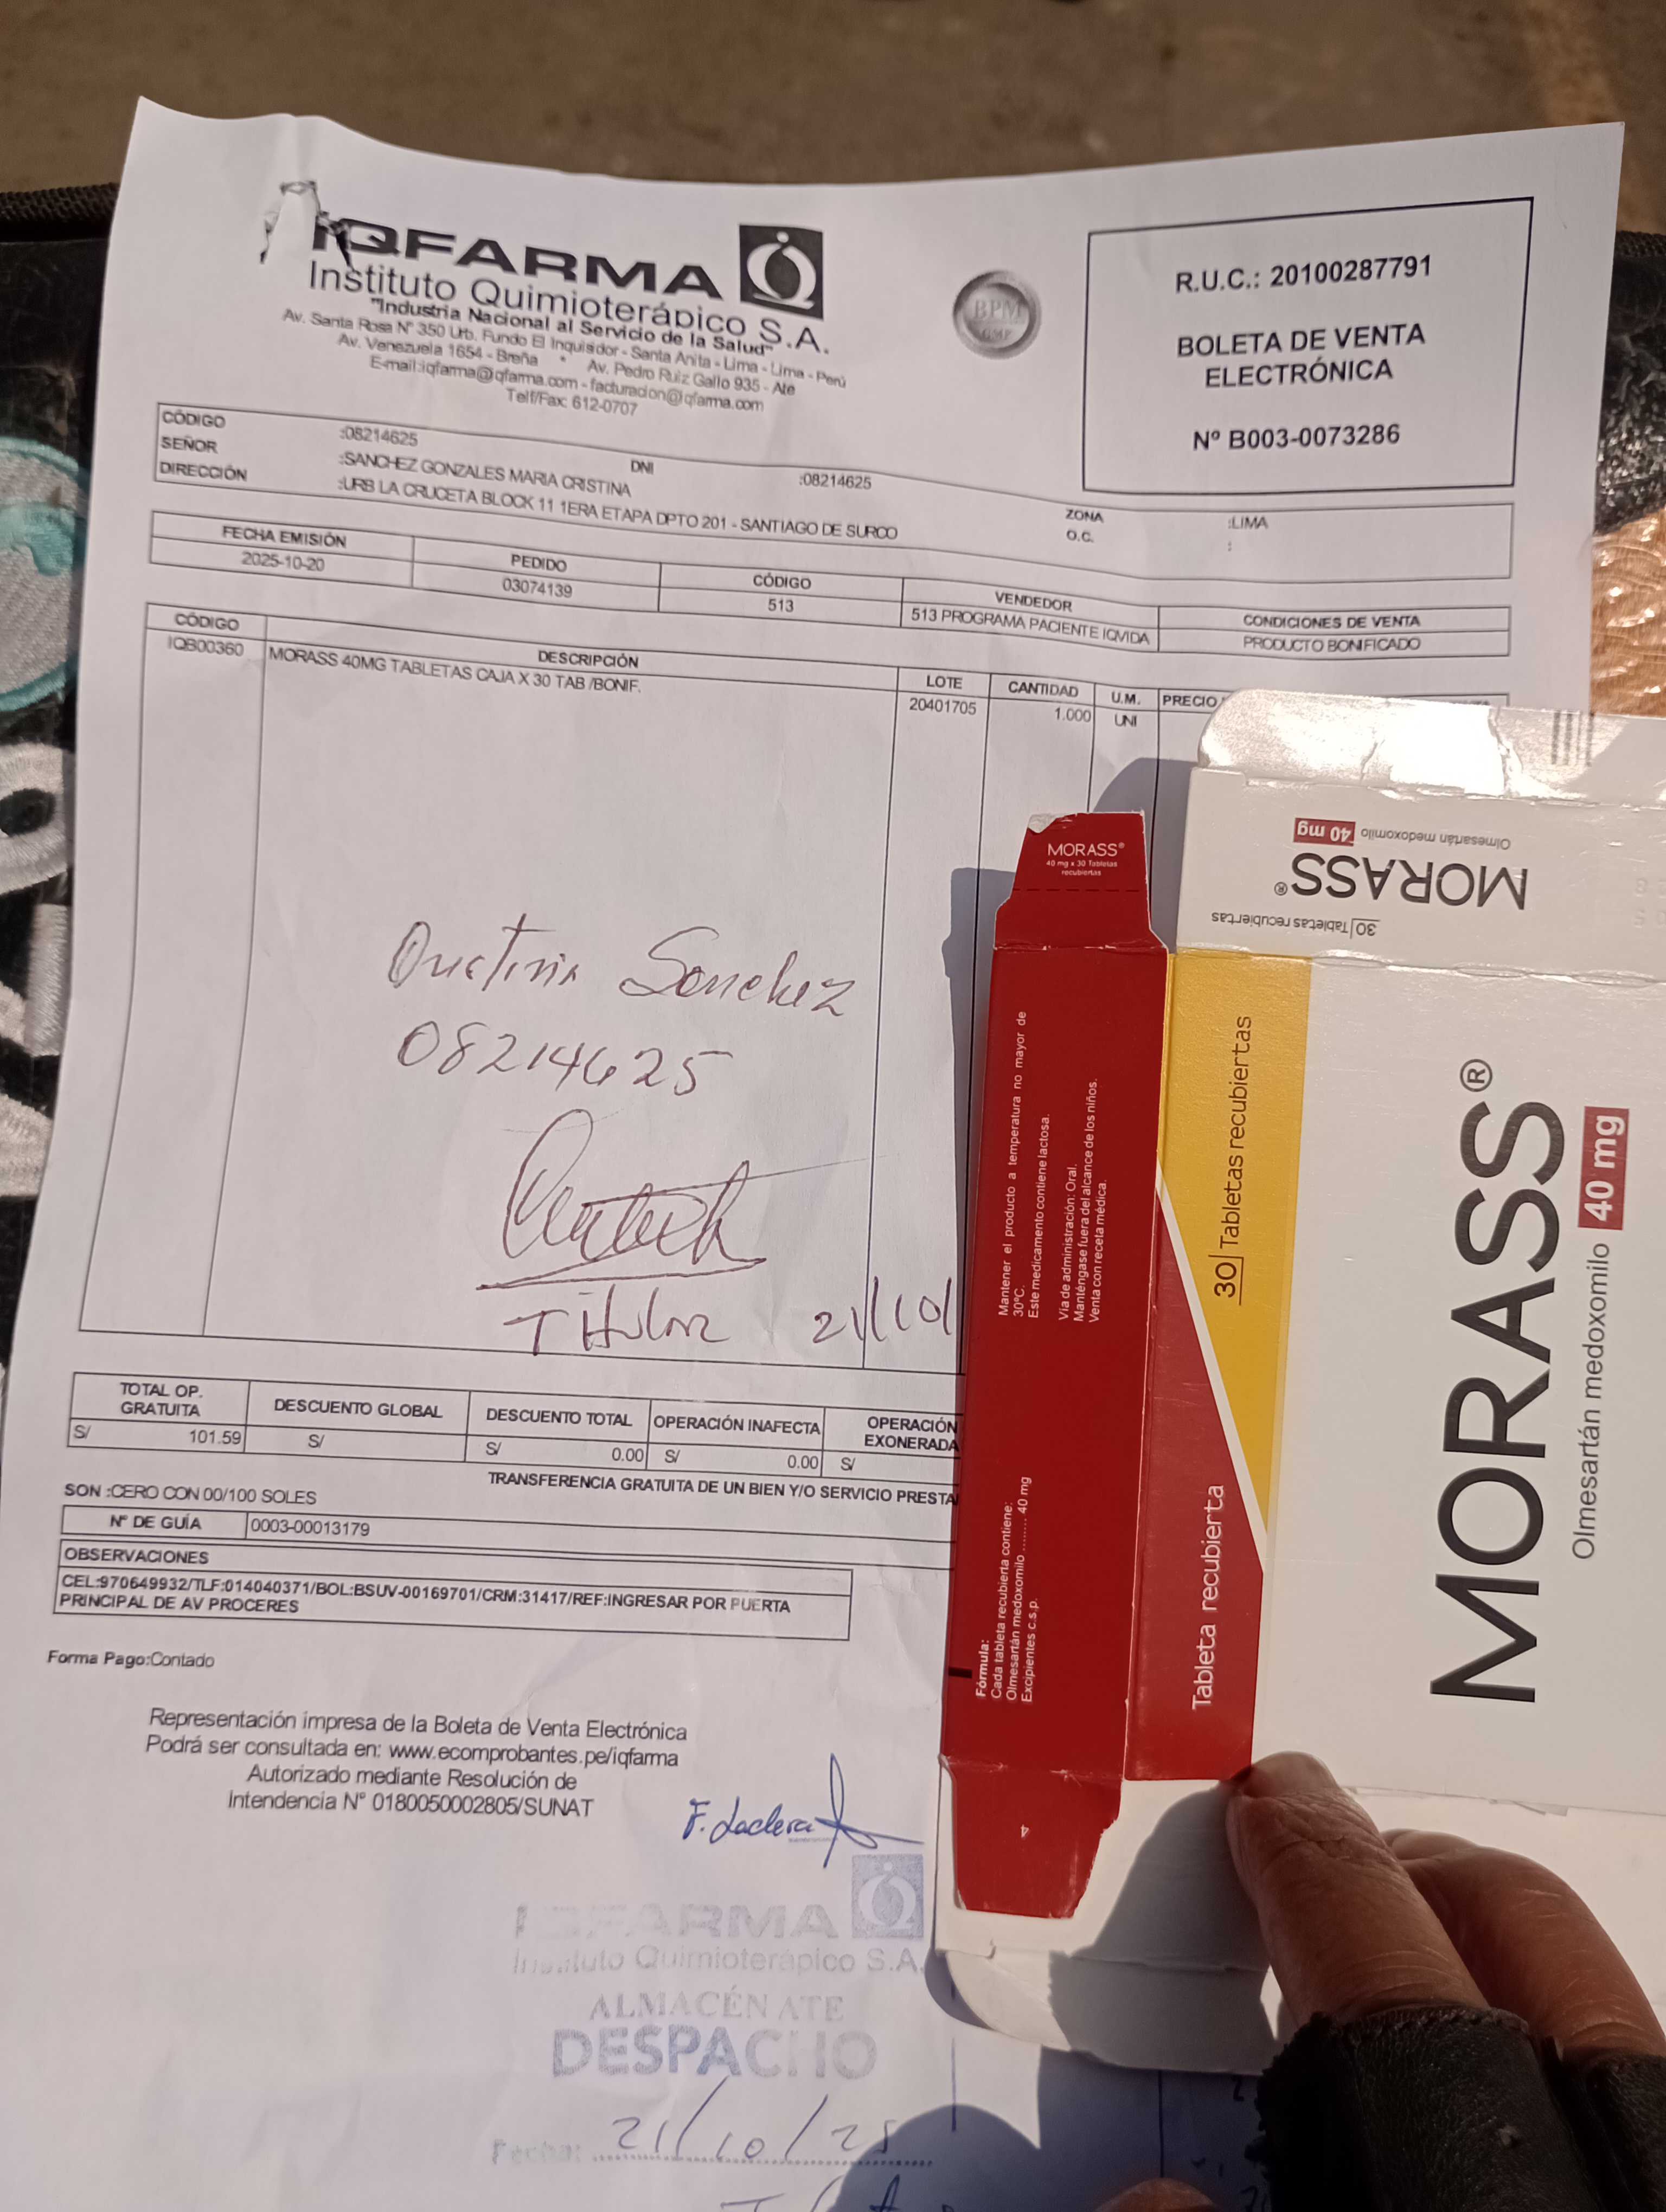 IQFARMA
Instituto Quimioterápico S.A.
"Industria Nacional al Servicio de la Salud"
Av. Santa Rosa N° 350 Urb. Fundo El Inquisidor - Santa Anita - Lima - Lima - Perú
Av. Venezuela 1654 - Breña * Av. Pedro Ruiz Gallo 935 - Ate
E-mail:iqfarma@iqfarma.com - facturacion@iqfarma.com
Telf/Fax: 612-0707
BPM
GMP
R.U.C.: 20100287791
BOLETA DE VENTA
ELECTRÓNICA
Nº B003-0073286
CÓDIGO :08214625 DNI :08214625
SEÑOR :SANCHEZ GONZALES MARIA CRISTINA
DIRECCIÓN :URB LA CRUCETA BLOCK 11 1ERA ETAPA DPTO 201 - SANTIAGO DE SURCO
ZONA :LIMA
O.C. :
FECHA EMISIÓN PEDIDO CÓDIGO VENDEDOR CONDICIONES DE VENTA
2025-10-20 03074139 513 513 PROGRAMA PACIENTE IQVIDA PRODUCTO BONIFICADO
CÓDIGO DESCRIPCIÓN LOTE CANTIDAD U.M. PRECIO
IQB00360 MORASS 40MG TABLETAS CAJA X 30 TAB /BONIF. 20401705 1.000 UNI
Sanchez
08214625
Titular 21/10/
TOTAL OP. GRATUITA DESCUENTO GLOBAL DESCUENTO TOTAL OPERACIÓN INAFECTA OPERACIÓN EXONERADA
S/ 101.59 S/ S/ 0.00 S/ 0.00 S/
TRANSFERENCIA GRATUITA DE UN BIEN Y/O SERVICIO PRESTA
SON :CERO CON 00/100 SOLES
Nº DE GUÍA 0003-00013179
OBSERVACIONES
CEL:970649932/TLF:014040371/BOL:BSUV-00169701/CRM:31417/REF:INGRESAR POR PUERTA
PRINCIPAL DE AV PROCERES
Forma Pago:Contado
Representación impresa de la Boleta de Venta Electrónica
Podrá ser consultada en: www.ecomprobantes.pe/iqfarma
Autorizado mediante Resolución de
Intendencia N° 0180050002805/SUNAT
IQFARMA
Instituto Quimioterápico S.A.
ALMACÉN ATE
DESPACHO
Fecha: 21/10/25
MORASS®
40 mg x 30 Tabletas
recubiertas
Mantener el producto a temperatura no mayor de
30°C.
Este medicamento contiene lactosa.
Vía de administración: Oral.
Manténgase fuera del alcance de los niños.
Venta con receta médica.
Fórmula:
Cada tableta recubierta contiene:
Olmesartán medoxomilo ........ 40 mg
Excipientes c.s.p.
4
30 Tabletas recubiertas
MORASS®
Olmesartán medoxomilo 40 mg
30 Tabletas recubiertas
Tableta recubierta
MORASS®
Olmesartán medoxomilo 40 mg